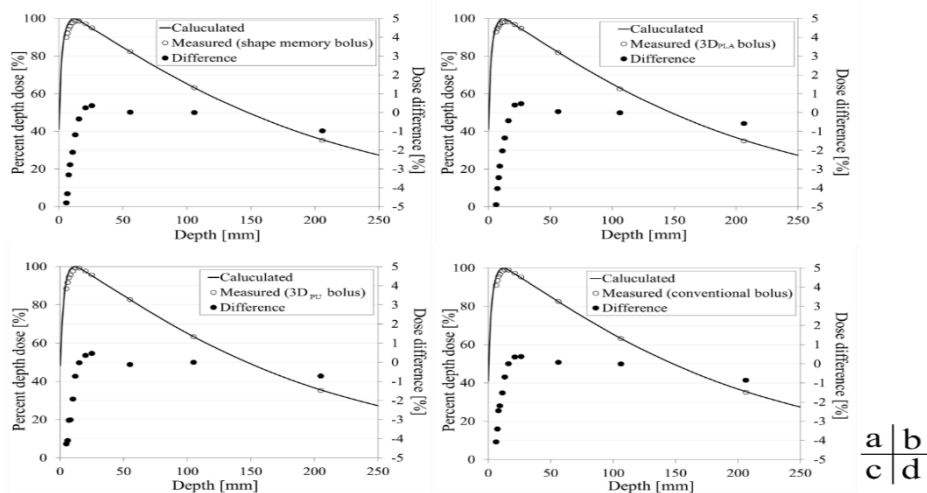 Caluculated
Measured (shape memory bolus)
Difference
Percent depth dose [%]
100
80
60
40
20
0
Dose difference [%]
5
4
3
2
1
0
-1
-2
-3
-4
-5
0 50 100 150 200 250
Depth [mm]
Caluculated
Measured (3DPLA bolus)
Difference
Percent depth dose [%]
100
80
60
40
20
0
Dose difference [%]
5
4
3
2
1
0
-1
-2
-3
-4
-5
0 50 100 150 200 250
Depth [mm]
Caluculated
Measured (3D PU bolus)
Difference
Percent depth dose [%]
100
80
60
40
20
0
Dose difference [%]
5
4
3
2
1
0
-1
-2
-3
-4
-5
0 50 100 150 200 250
Depth [mm]
Caluculated
Measured (conventional bolus)
Difference
Percent depth dose [%]
100
80
60
40
20
0
Dose difference [%]
5
4
3
2
1
0
-1
-2
-3
-4
-5
0 50 100 150 200 250
Depth [mm]
a b
c d